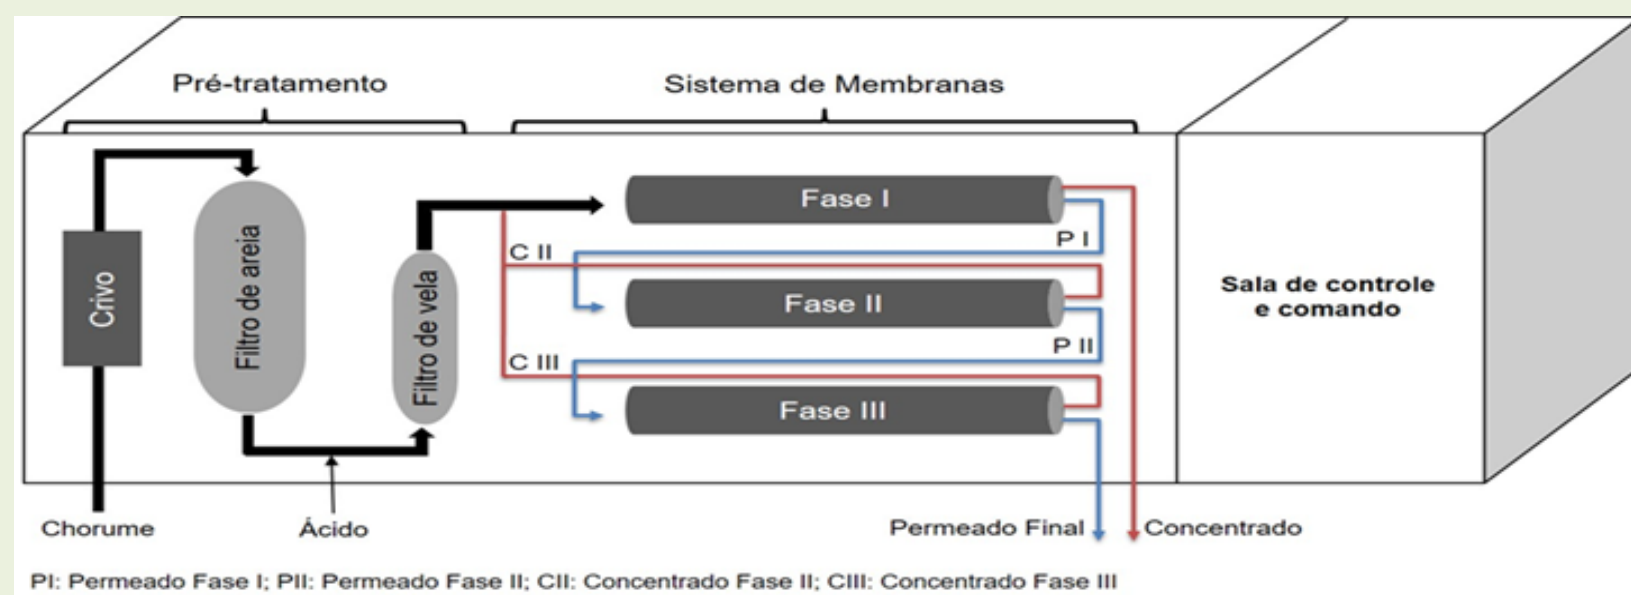 Pré-tratamento
Sistema de Membranas
Crivo
Filtro de areia
Filtro de vela
Fase I
P I
C II
Fase II
P II
C III
Fase III
Sala de controle
e comando
Chorume
Ácido
Permeado Final
Concentrado
PI: Permeado Fase I; PII: Permeado Fase II; CII: Concentrado Fase II; CIII: Concentrado Fase III